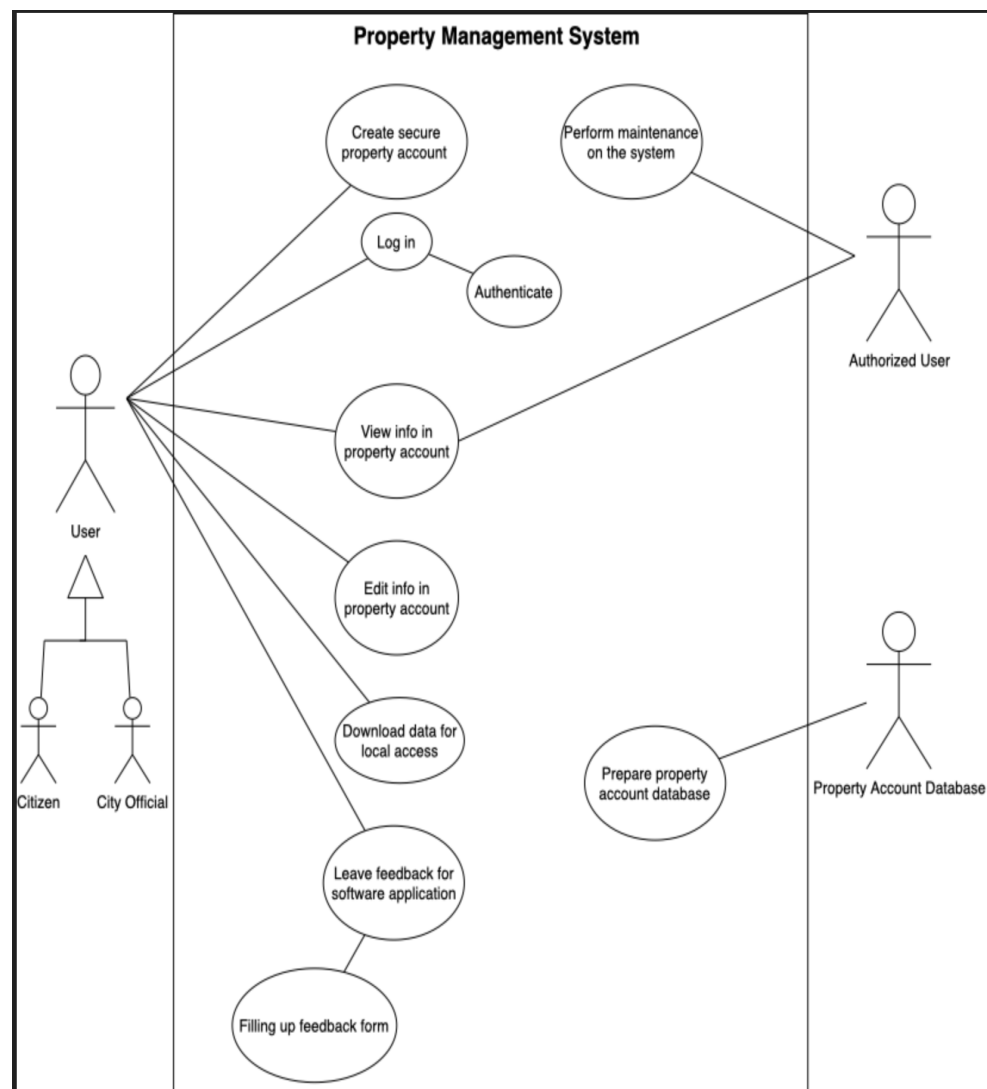 Property Management System
Create secure
property account
Perform maintenance
on the system
Log in
Authenticate
Authorized User
View info in
property account
User
Edit info in
property account
Citizen
City Official
Download data for
local access
Prepare property
account database
Property Account Database
Leave feedback for
software application
Filling up feedback form